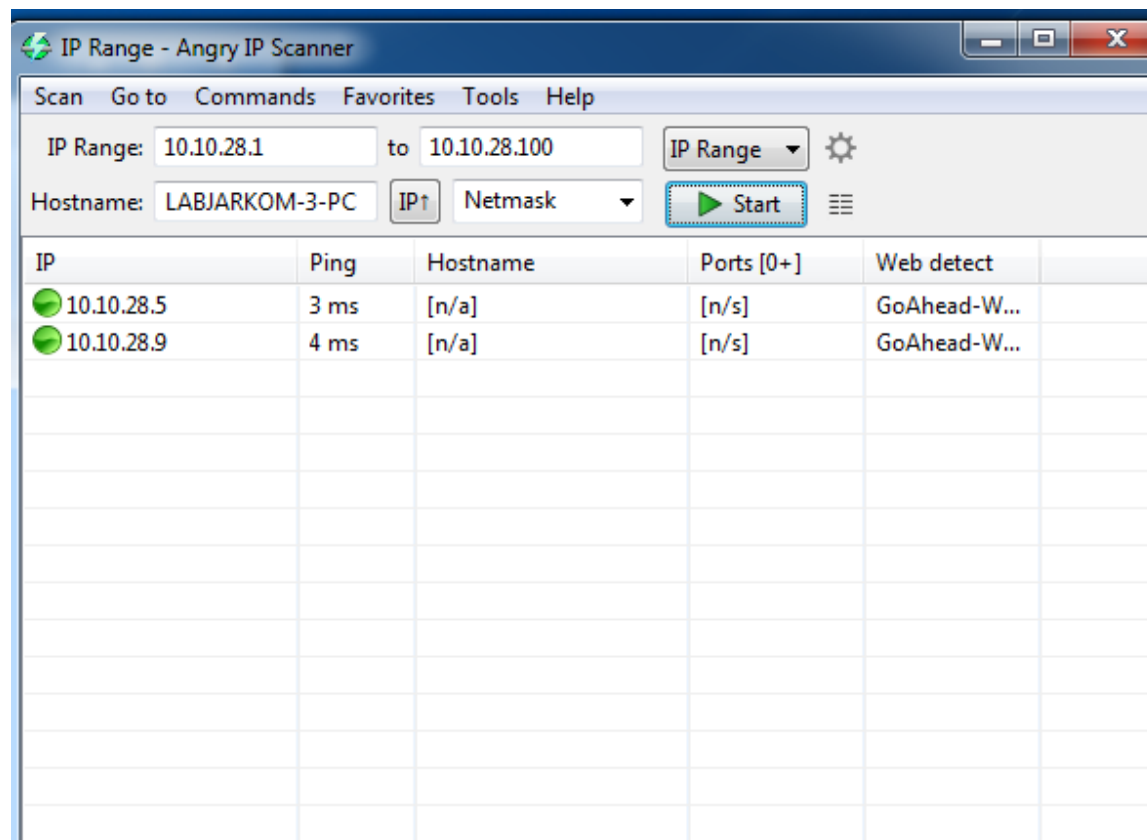 IP Range - Angry IP Scanner
Scan Go to Commands Favorites Tools Help
IP Range: 10.10.28.1 to 10.10.28.100 IP Range
Hostname: LABJARKOM-3-PC IP↑ Netmask Start
IP Ping Hostname Ports [0+] Web detect
10.10.28.5 3 ms [n/a] [n/s] GoAhead-W...
10.10.28.9 4 ms [n/a] [n/s] GoAhead-W...